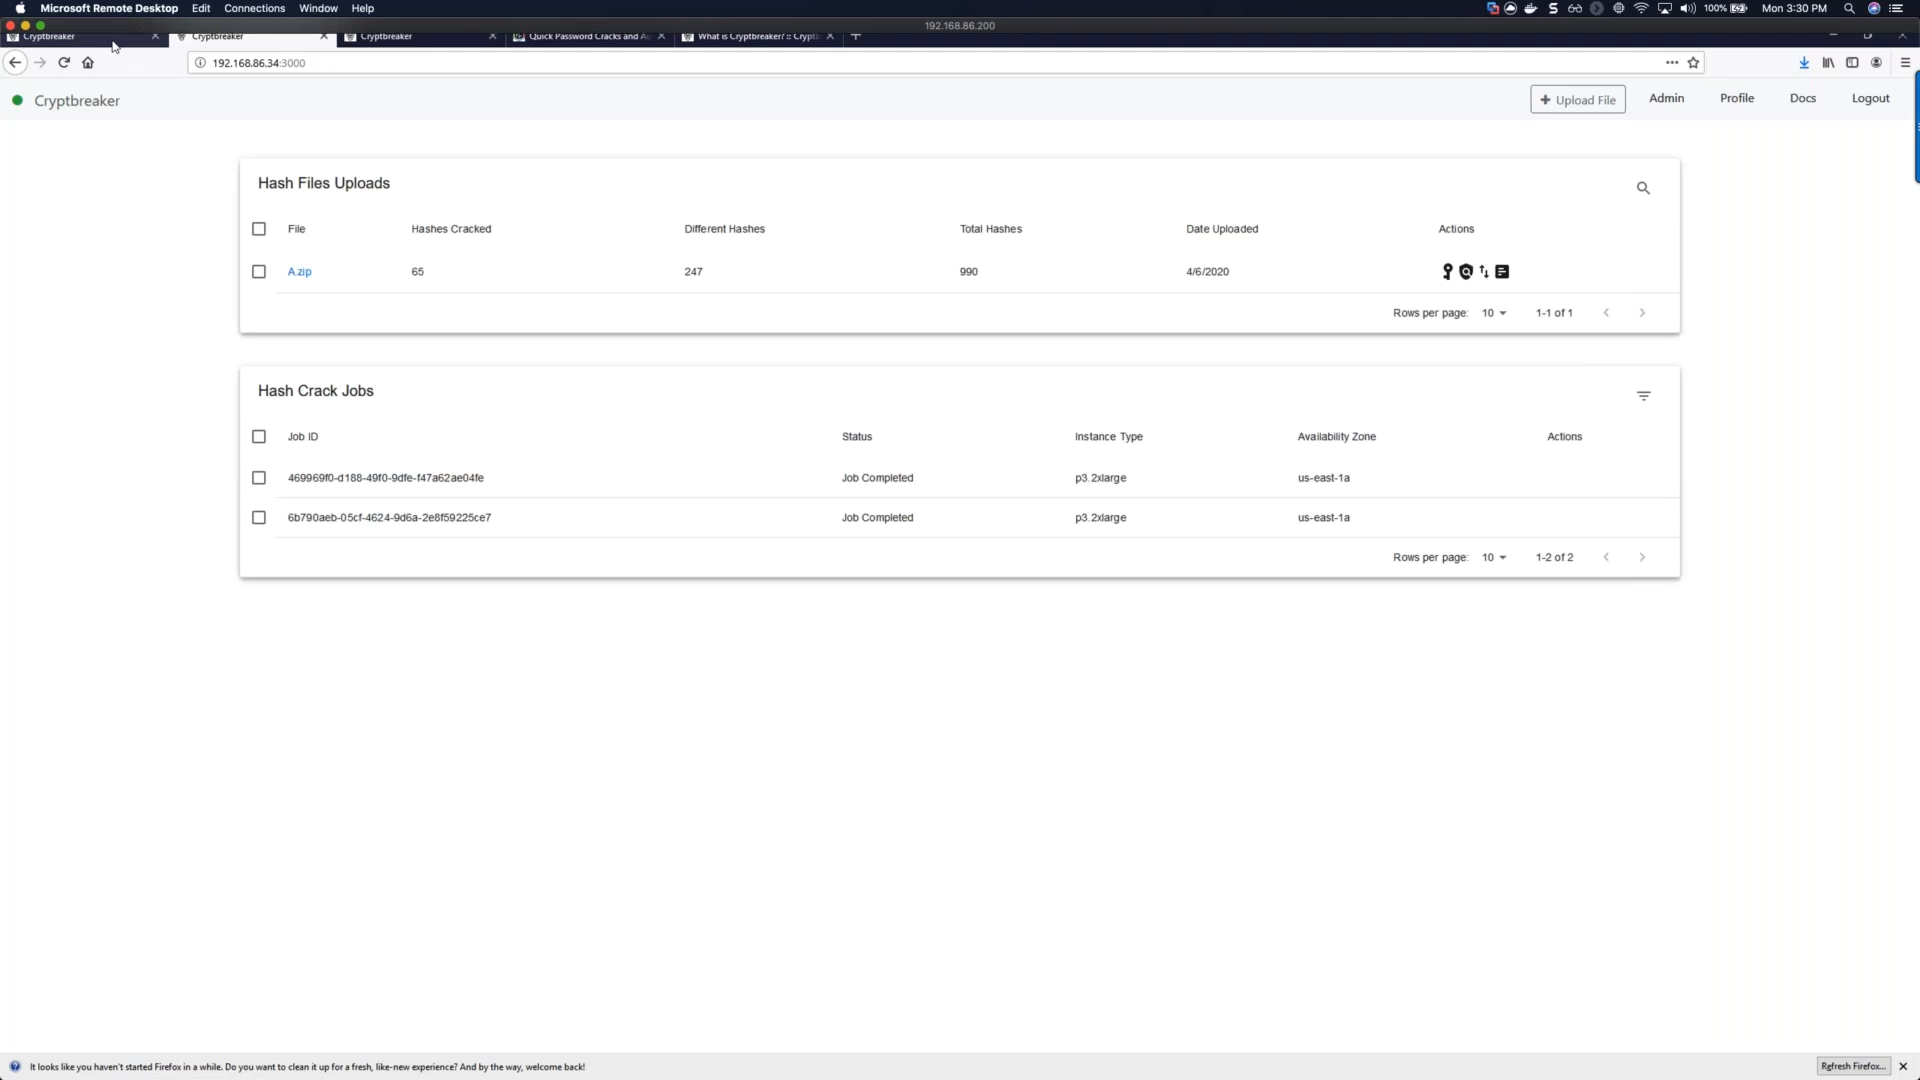 Microsoft Remote Desktop Edit Connections Window Help 100% Mon 3:30 PM
192.168.86.200
Cryptbreaker Cryptbreaker Cryptbreaker Quick Password Cracks and Au What is Cryptbreaker? :: Crypt
192.168.86.34:3000
Cryptbreaker Upload File Admin Profile Docs Logout
Hash Files Uploads
File Hashes Cracked Different Hashes Total Hashes Date Uploaded Actions
A.zip 65 247 990 4/6/2020
Rows per page: 10 1-1 of 1
Hash Crack Jobs
Job ID Status Instance Type Availability Zone Actions
469969f0-d188-49f0-9dfe-f47a62ae04fe Job Completed p3.2xlarge us-east-1a
6b790aeb-05cf-4624-9d6a-2e8f59225ce7 Job Completed p3.2xlarge us-east-1a
Rows per page: 10 1-2 of 2
It looks like you haven't started Firefox in a while. Do you want to clean it up for a fresh, like-new experience? And by the way, welcome back! Refresh Firefox...